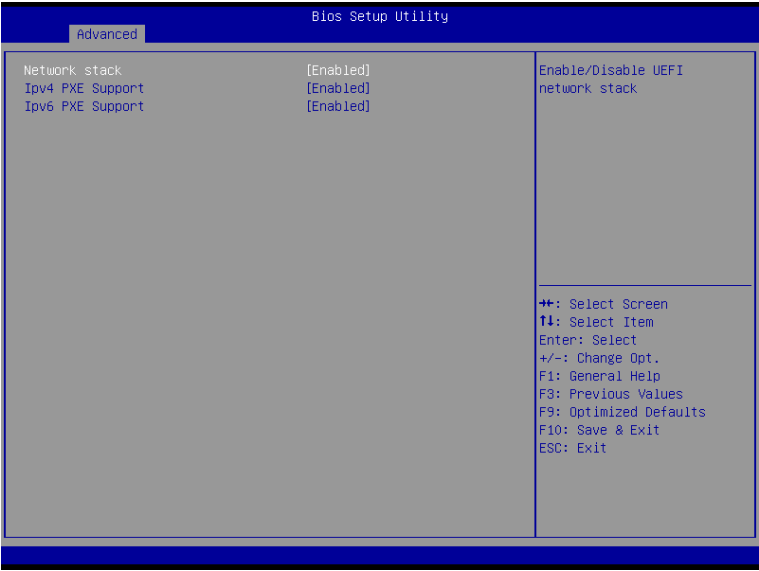 Bios Setup Utility
Advanced
Network stack [Enabled]
Ipv4 PXE Support [Enabled]
Ipv6 PXE Support [Enabled]
Enable/Disable UEFI
network stack
→←: Select Screen
↑↓: Select Item
Enter: Select
+/-: Change Opt.
F1: General Help
F3: Previous Values
F9: Optimized Defaults
F10: Save & Exit
ESC: Exit